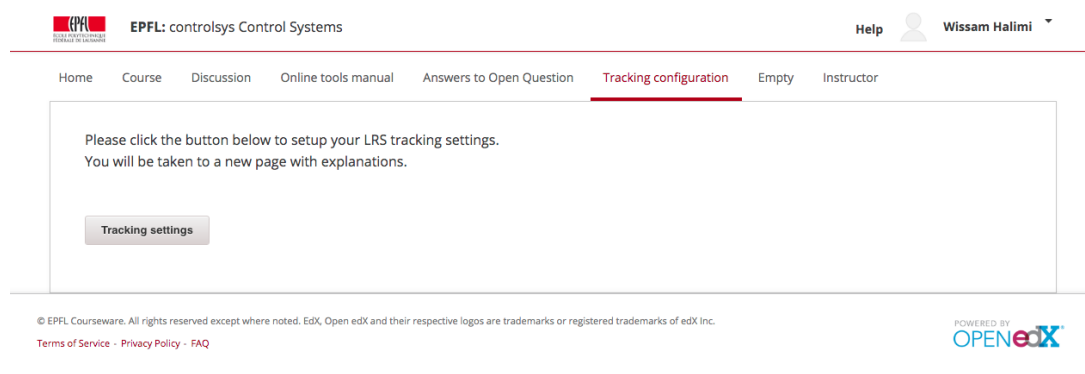 EPFL
ÉCOLE POLYTECHNIQUE
FÉDÉRALE DE LAUSANNE
EPFL: controlsys Control Systems
Help
Wissam Halimi
Home Course Discussion Online tools manual Answers to Open Question Tracking configuration Empty Instructor
Please click the button below to setup your LRS tracking settings.
You will be taken to a new page with explanations.
Tracking settings
© EPFL Courseware. All rights reserved except where noted. EdX, Open edX and their respective logos are trademarks or registered trademarks of edX Inc.
Terms of Service - Privacy Policy - FAQ
POWERED BY
OPEN edX